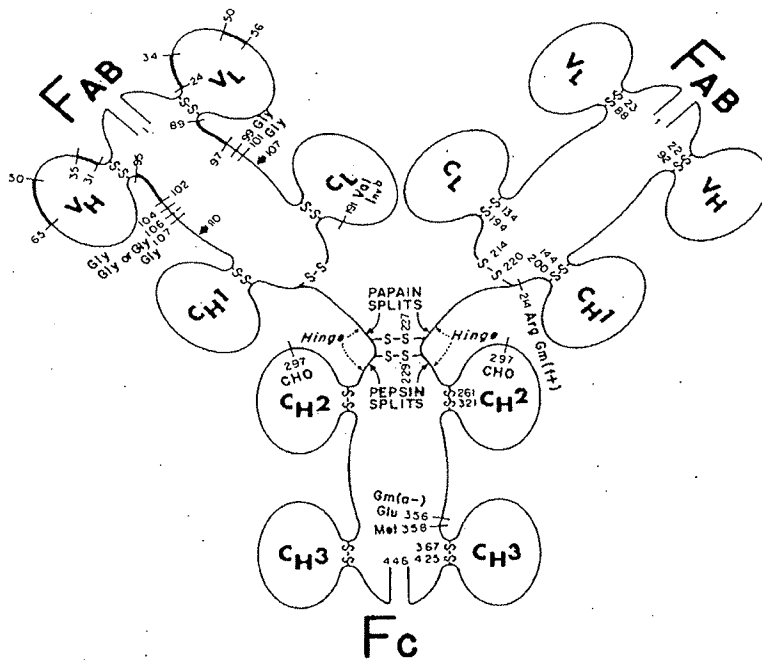 FAB
VL
24
34
50
56
S S
89
97
99 Gly
101 Gly
107
VH
30
31
35
65
S S
95
102
104
106
107
110
Gly
Gly or Gly
Gly
CL
191 Val
Inv b
S S
CH1
S S
S-S
FAB
VL
S 23
S 88
1
VH
22 S
92 S
CL
S 134
S 194
214
S-S
220
144 S
200 S
CH1
214 Arg Gm(f+)
PAPAIN
SPLITS
227
Hinge
Hinge
S-S
S-S
229
PEPSIN
SPLITS
297
CHO
CH2
S S
297
CHO
CH2
S 261
S 321
Gm(a-)
Glu 356
Met 358
CH3
S-S
367
425
S-S
CH3
446
Fc